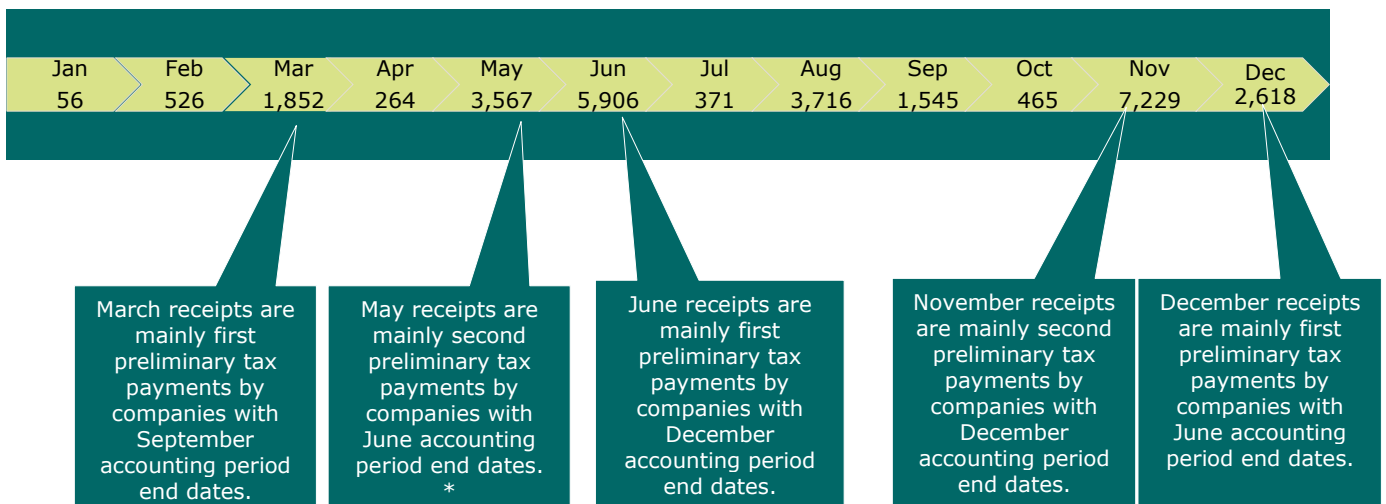 Jan Feb Mar Apr May Jun Jul Aug Sep Oct Nov Dec
56 526 1,852 264 3,567 5,906 371 3,716 1,545 465 7,229 2,618
March receipts are
mainly first
preliminary tax
payments by
companies with
September
accounting period
end dates.
May receipts are
mainly second
preliminary tax
payments by
companies with
June accounting
period end dates.
*
June receipts are
mainly first
preliminary tax
payments by
companies with
December
accounting period
end dates.
November receipts
are mainly second
preliminary tax
payments by
companies with
December
accounting period
end dates.
December receipts
are mainly first
preliminary tax
payments by
companies with
June accounting
period end dates.